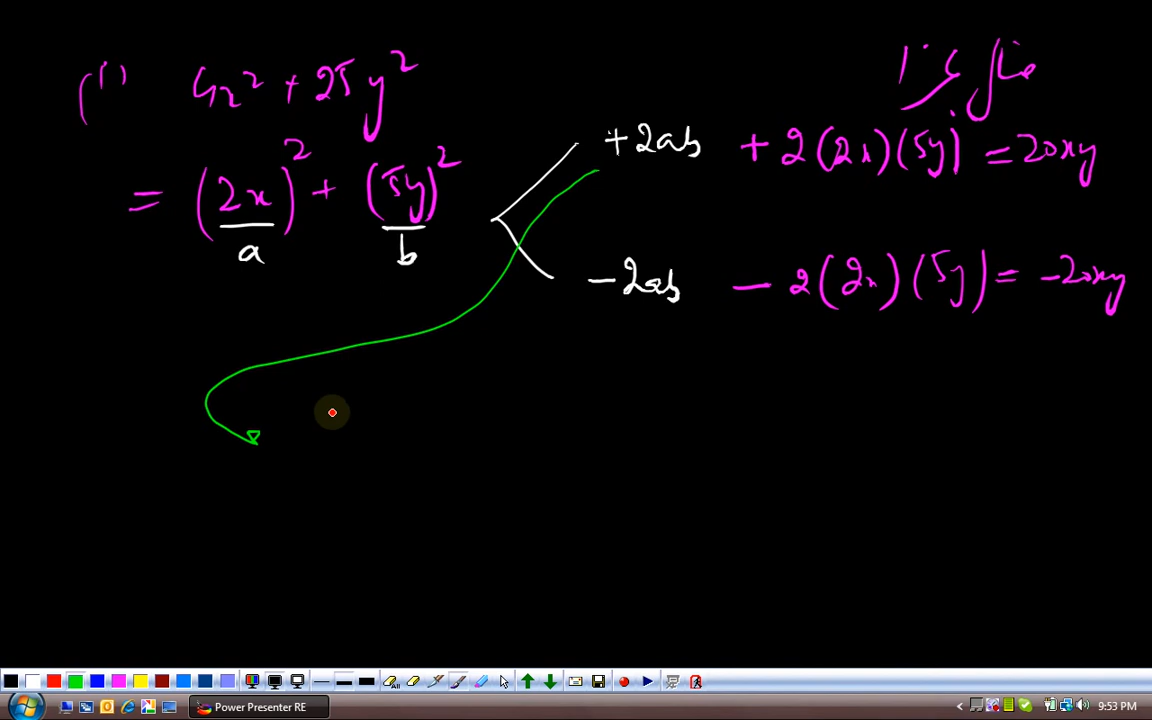 (1) 4x² + 25y²
= (2x)² + (5y)²
a b
+2ab +2(2x)(5y) = 20xy
-2ab -2(2x)(5y) = -20xy
All
Power Presenter RE
9:53 PM